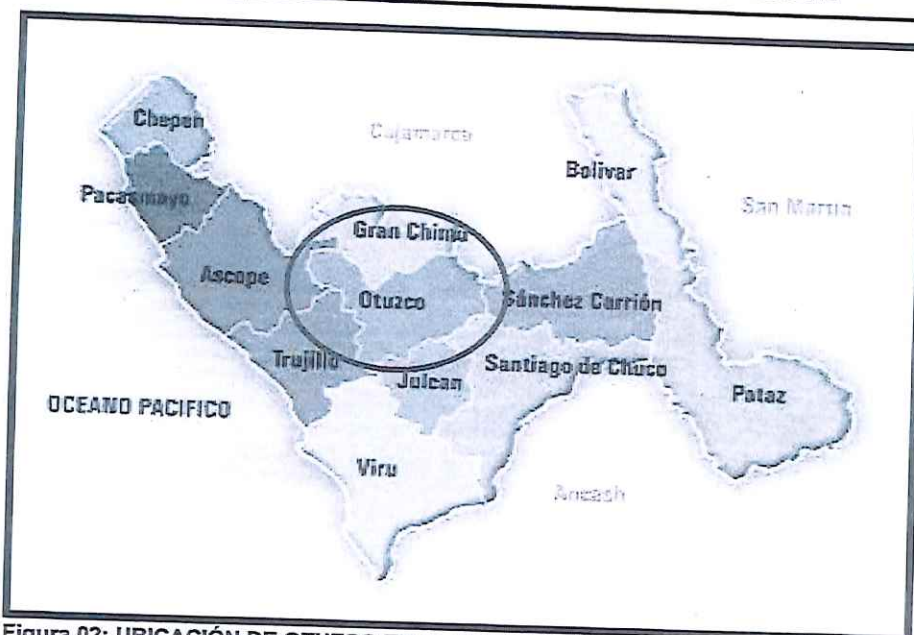 Chepen
Cajamarca
Bolivar
Pacasmayo
San Martin
Gran Chimu
Ascope
Otuzco
Sánchez Carrión
Trujillo
Santiago de Chuco
Julcan
Pataz
OCEANO PACIFICO
Viru
Ancash
Figura 02: UBICACIÓN DE